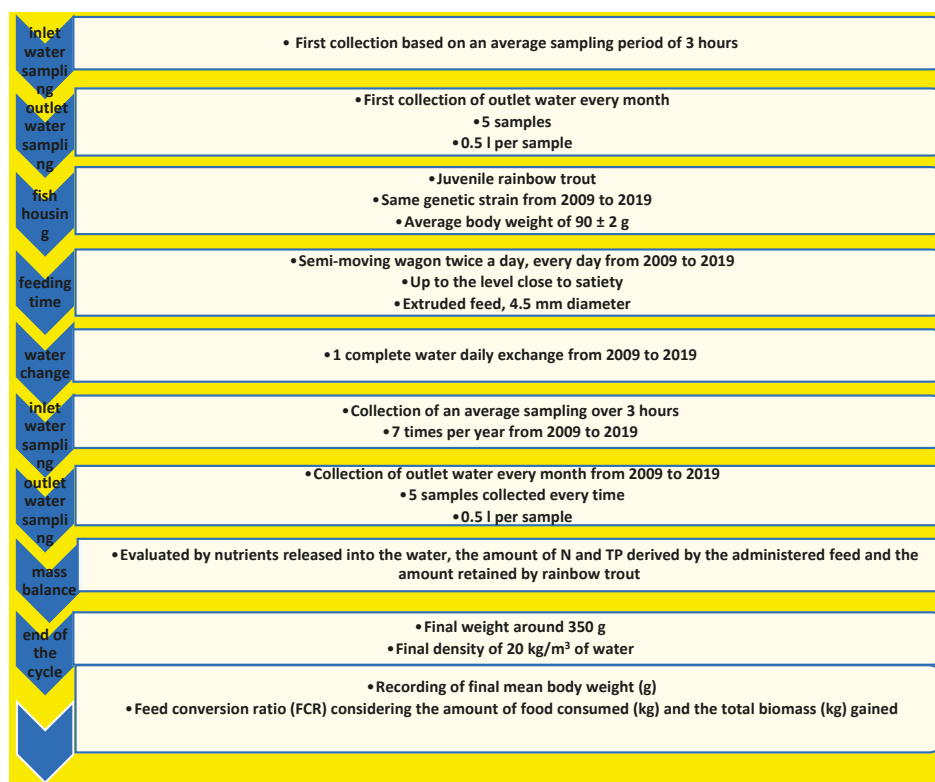 inlet
water
sampli
ng
• First collection based on an average sampling period of 3 hours
outlet
water
sampli
ng
•First collection of outlet water every month
•5 samples
•0.5 l per sample
fish
housin
g
•Juvenile rainbow trout
•Same genetic strain from 2009 to 2019
•Average body weight of 90 ± 2 g
feeding
time
•Semi-moving wagon twice a day, every day from 2009 to 2019
•Up to the level close to satiety
•Extruded feed, 4.5 mm diameter
water
change
•1 complete water daily exchange from 2009 to 2019
inlet
water
sampli
ng
•Collection of an average sampling over 3 hours
•7 times per year from 2009 to 2019
outlet
water
sampli
ng
•Collection of outlet water every month from 2009 to 2019
•5 samples collected every time
•0.5 l per sample
mass
balance
•Evaluated by nutrients released into the water, the amount of N and TP derived by the administered feed and the
amount retained by rainbow trout
end of
the
cycle
•Final weight around 350 g
•Final density of 20 kg/m³ of water
•Recording of final mean body weight (g)
•Feed conversion ratio (FCR) considering the amount of food consumed (kg) and the total biomass (kg) gained